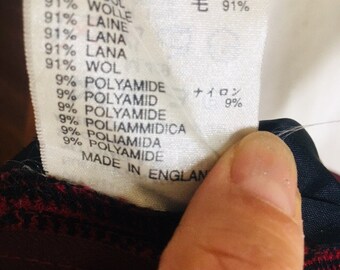 91% WOLLE 毛 91%
91% LAINE
91% LANA
91% LANA
91% WOL
9% POLYAMIDE ナイロン
9% POLYAMID 9%
9% POLYAMIDE
9% POLIAMMIDICA
9% POLIAMIDA
9% POLYAMIDE
MADE IN ENGLAND